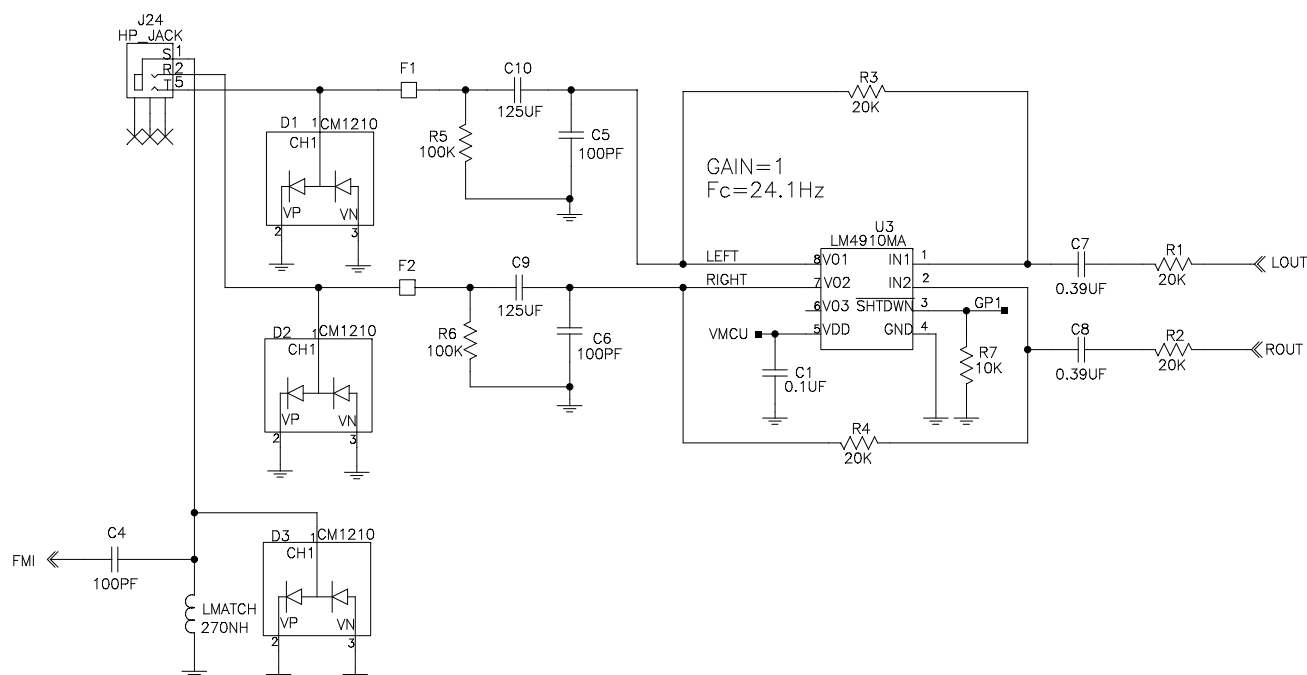 J24
HP_JACK
S 1
R 2
T 5
F1
C10
125UF
R3
20K
D1 1 CM1210
CH1
VP VN
2 3
R5
100K
C5
100PF
GAIN=1
Fc=24.1Hz
U3
LM4910MA
LEFT 8 VO1 IN1 1
RIGHT 7 VO2 IN2 2
6 VO3 SHTDWN 3 GP1
VMCU 5 VDD GND 4
C7
0.39UF
R1
20K
LOUT
F2
C9
125UF
D2 1 CM1210
CH1
VP VN
2 3
R6
100K
C6
100PF
C1
0.1UF
R7
10K
C8
0.39UF
R2
20K
ROUT
R4
20K
D3 1 CM1210
CH1
VP VN
2 3
C4
FMI
100PF
LMATCH
270NH